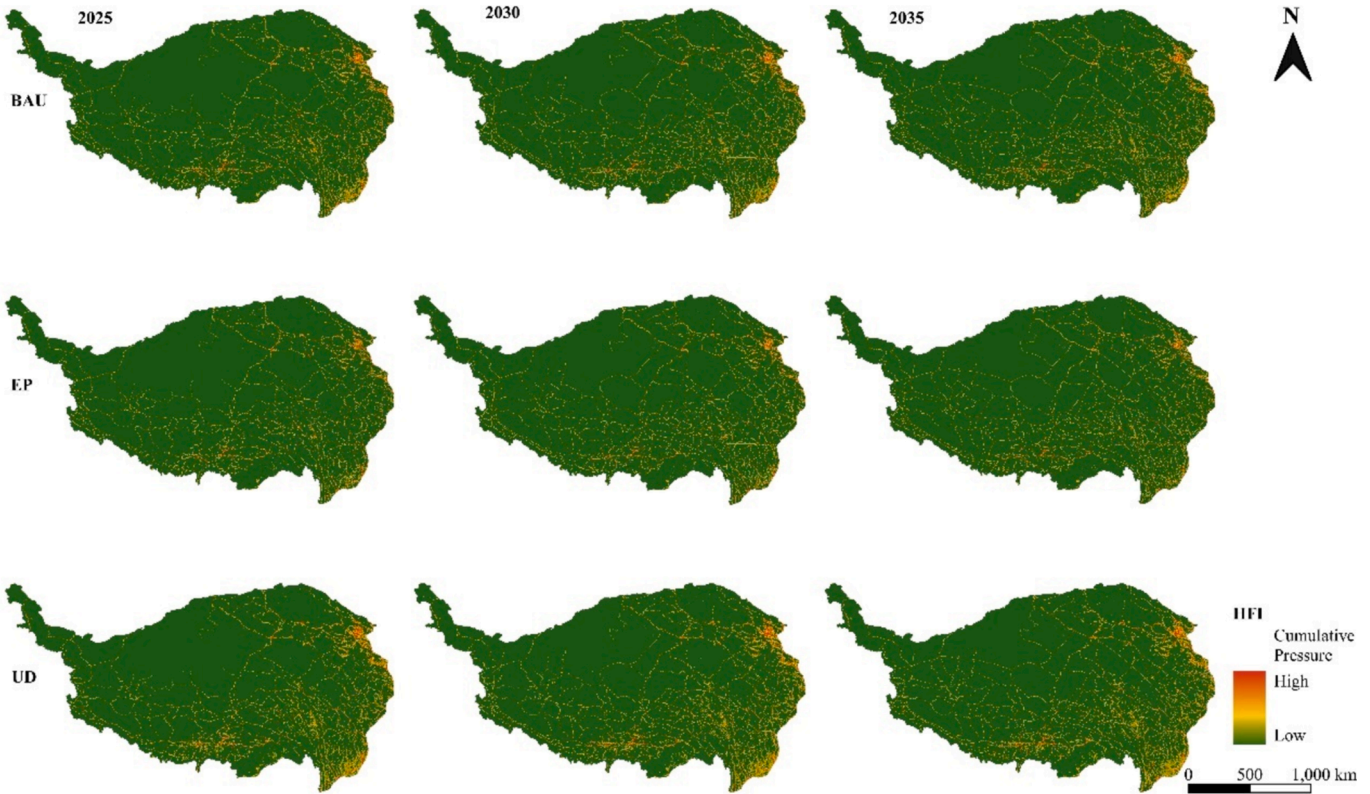 2025
2030
2035
N
BAU
EP
UD
HFI
Cumulative
Pressure
High
Low
0 500 1,000 km